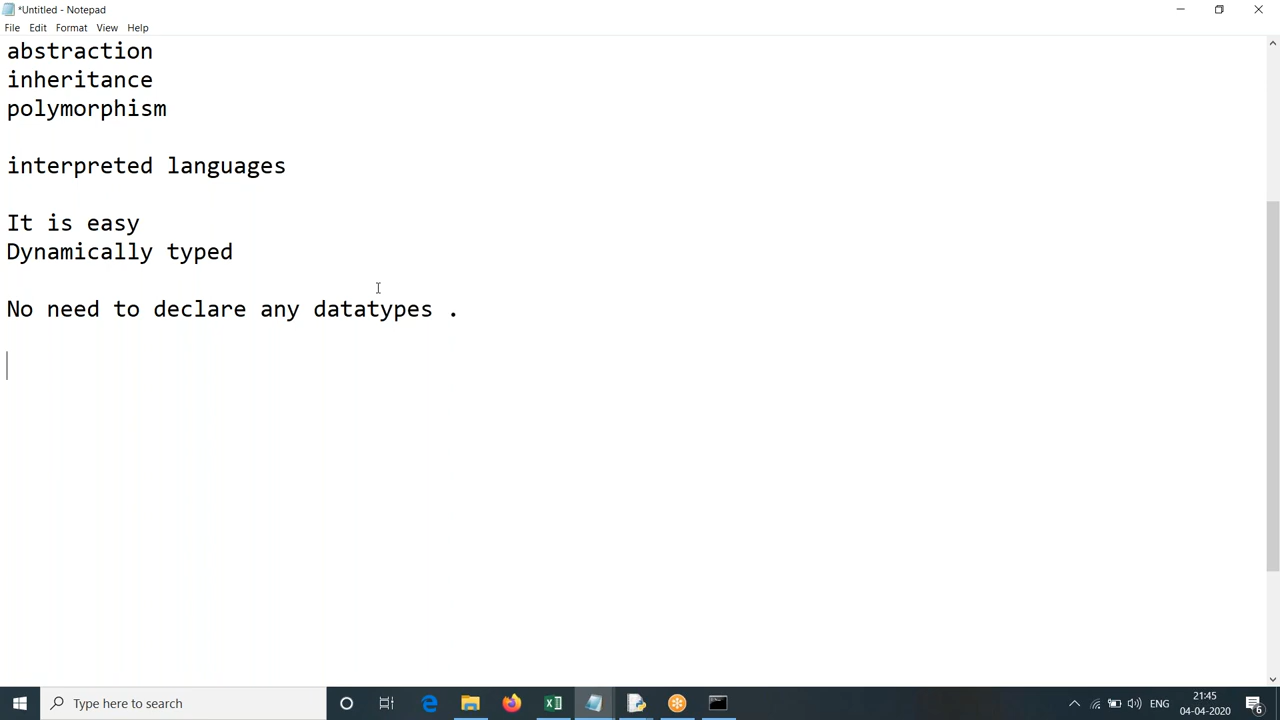 *Untitled - Notepad
File Edit Format View Help
abstraction
inheritance
polymorphism
interpreted languages
It is easy
Dynamically typed
No need to declare any datatypes .
Type here to search
ENG
21:45
04-04-2020
6